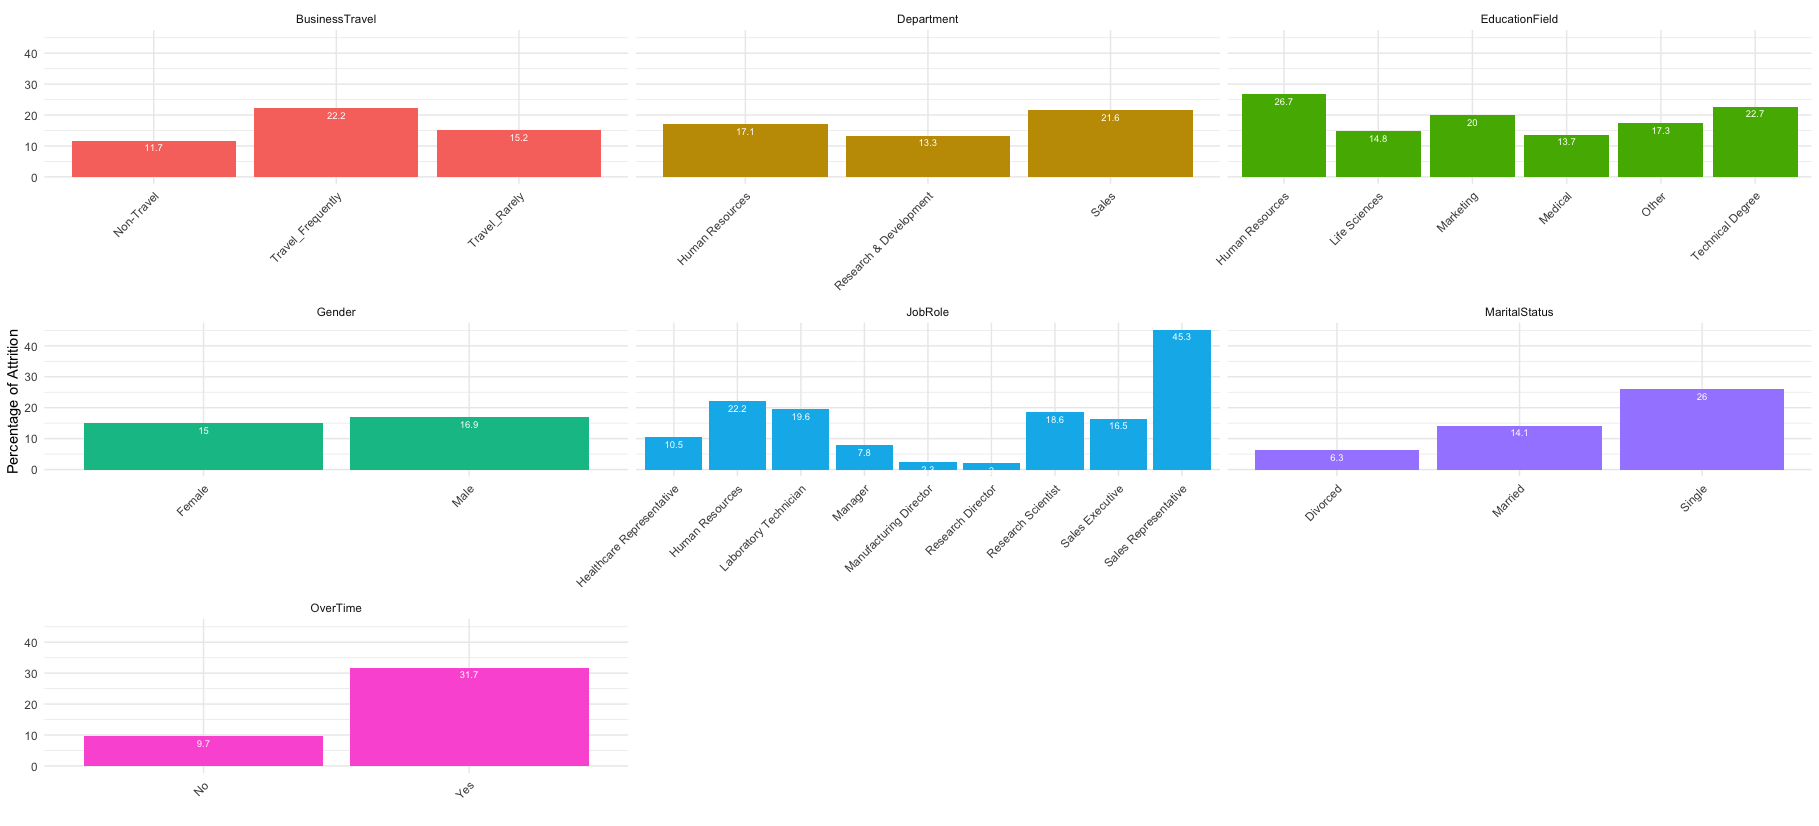 BusinessTravel
40
30
20
10
0
11.7
22.2
15.2
Non-Travel
Travel_Frequently
Travel_Rarely
Department
17.1
13.3
21.6
Human Resources
Research & Development
Sales
EducationField
26.7
14.8
20
13.7
17.3
22.7
Human Resources
Life Sciences
Marketing
Medical
Other
Technical Degree
Percentage of Attrition
Gender
40
30
20
10
0
15
16.9
Female
Male
JobRole
10.5
22.2
19.6
7.8
2.3
2
18.6
16.5
45.3
Healthcare Representative
Human Resources
Laboratory Technician
Manager
Manufacturing Director
Research Director
Research Scientist
Sales Executive
Sales Representative
MaritalStatus
6.3
14.1
26
Divorced
Married
Single
OverTime
40
30
20
10
0
9.7
31.7
No
Yes